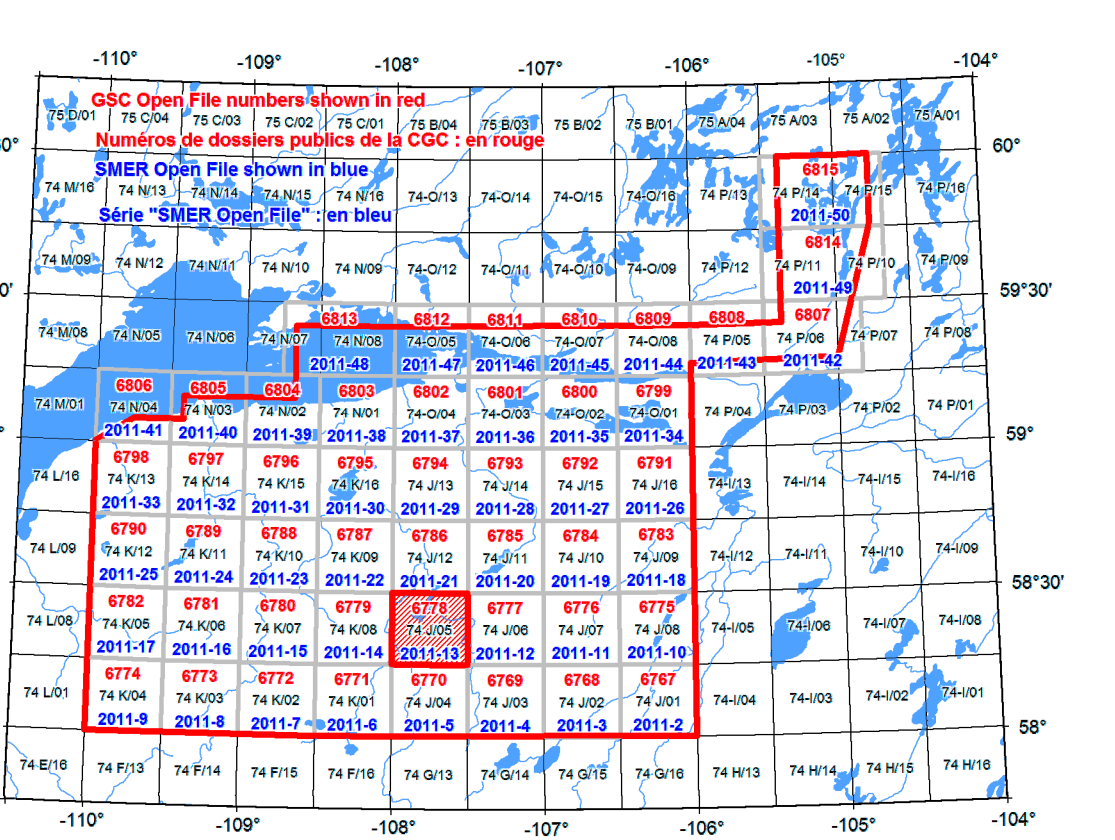 -110° -109° -108° -107° -106° -105° -104°
GSC Open File numbers shown in red
75 D/01 75 C/04 75 C/03 75 C/02 75 C/01 75 B/04 75 B/03 75 B/02 75 B/01 75 A/04 75 A/03 75 A/02 75 A/01
Numéros de dossiers publics de la CGC : en rouge
60° 60°
SMER Open File shown in blue
6815
74 M/16 74 N/13 74 N/14 74 N/15 74 N/16 74-O/13 74-O/14 74-O/15 74-O/16 74 P/13 74 P/14 74 P/15 74 P/16
Série "SMER Open File" : en bleu
2011-50
6814
74 M/09 74 N/12 74 N/11 74 N/10 74 N/09 74-O/12 74-O/11 74-O/10 74-O/09 74 P/12 74 P/11 74 P/10 74 P/09
2011-49
0' 59°30'
6813 6812 6811 6810 6809 6808 6807
74 M/08 74 N/05 74 N/06 74 N/07 74 N/08 74-O/05 74-O/06 74-O/07 74-O/08 74 P/05 74 P/06 74 P/07 74 P/08
2011-48 2011-47 2011-46 2011-45 2011-44 2011-43 2011-42
6806 6805 6804 6803 6802 6801 6800 6799
74 M/01 74 N/04 74 N/03 74 N/02 74 N/01 74-O/04 74-O/03 74-O/02 74-O/01 74 P/04 74 P/03 74 P/02 74 P/01
2011-41 2011-40 2011-39 2011-38 2011-37 2011-36 2011-35 2011-34
° 59°
6798 6797 6796 6795 6794 6793 6792 6791
74 L/16 74 K/13 74 K/14 74 K/15 74 K/16 74 J/13 74 J/14 74 J/15 74 J/16 74-I/13 74-I/14 74-I/15 74-I/16
2011-33 2011-32 2011-31 2011-30 2011-29 2011-28 2011-27 2011-26
6790 6789 6788 6787 6786 6785 6784 6783
74 L/09 74 K/12 74 K/11 74 K/10 74 K/09 74 J/12 74 J/11 74 J/10 74 J/09 74-I/12 74-I/11 74-I/10 74-I/09
2011-25 2011-24 2011-23 2011-22 2011-21 2011-20 2011-19 2011-18
58°30'
6782 6781 6780 6779 6778 6777 6776 6775
74 L/08 74 K/05 74 K/06 74 K/07 74 K/08 74 J/05 74 J/06 74 J/07 74 J/08 74-I/05 74-I/06 74-I/07 74-I/08
2011-17 2011-16 2011-15 2011-14 2011-13 2011-12 2011-11 2011-10
6774 6773 6772 6771 6770 6769 6768 6767
74 L/01 74 K/04 74 K/03 74 K/02 74 K/01 74 J/04 74 J/03 74 J/02 74 J/01 74-I/04 74-I/03 74-I/02 74-I/01
2011-9 2011-8 2011-7 2011-6 2011-5 2011-4 2011-3 2011-2
58°
74 E/16 74 F/13 74 F/14 74 F/15 74 F/16 74 G/13 74 G/14 74 G/15 74 G/16 74 H/13 74 H/14 74 H/15 74 H/16
-110° -109° -108° -107° -106° -105° -104°